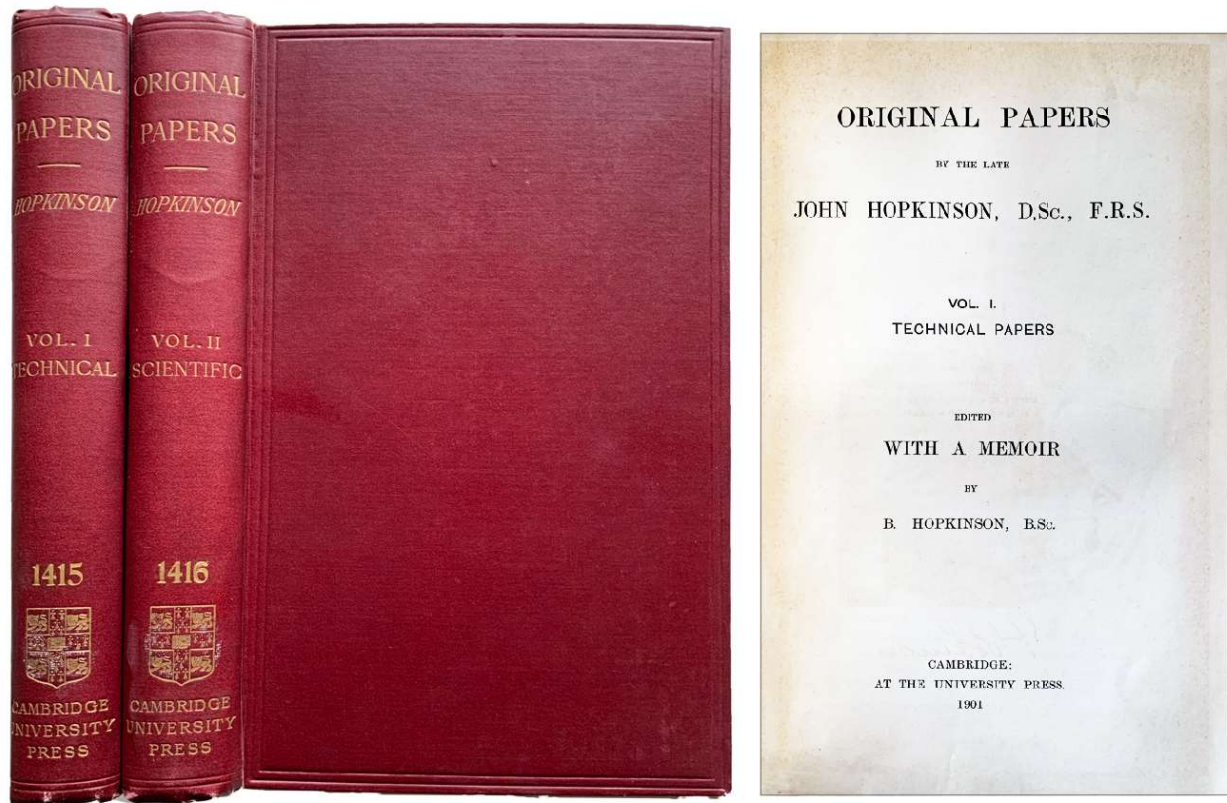 ORIGINAL
PAPERS
HOPKINSON
VOL. I
TECHNICAL
1415
CAMBRIDGE
UNIVERSITY
PRESS
ORIGINAL
PAPERS
HOPKINSON
VOL. II
SCIENTIFIC
1416
CAMBRIDGE
UNIVERSITY
PRESS
ORIGINAL PAPERS
BY THE LATE
JOHN HOPKINSON, D.Sc., F.R.S.
VOL. I.
TECHNICAL PAPERS
EDITED
WITH A MEMOIR
BY
B. HOPKINSON, B.Sc.
CAMBRIDGE:
AT THE UNIVERSITY PRESS.
1901